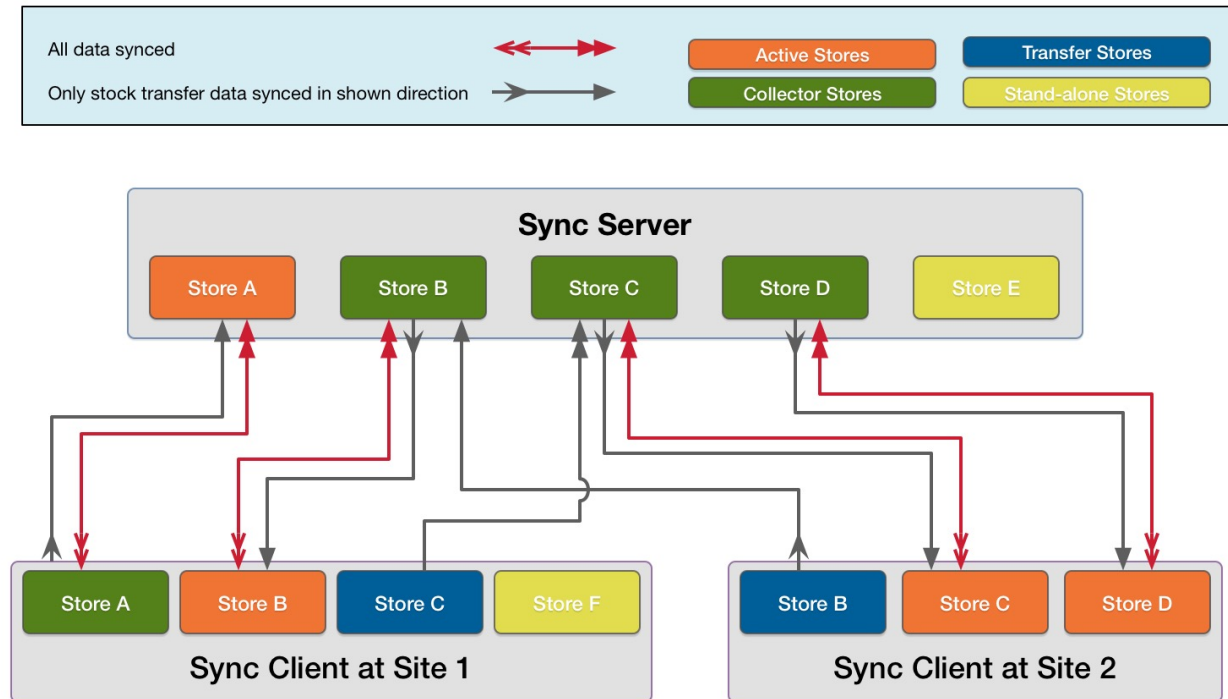 All data synced
Active Stores
Transfer Stores
Only stock transfer data synced in shown direction
Collector Stores
Stand-alone Stores
Sync Server
Store A
Store B
Store C
Store D
Store E
Store A
Store B
Store C
Store F
Store B
Store C
Store D
Sync Client at Site 1
Sync Client at Site 2